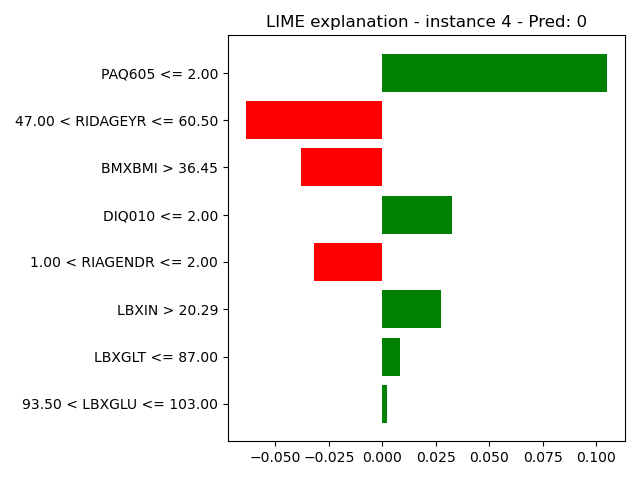 LIME explanation - instance 4 - Pred: 0
PAQ605 <= 2.00
47.00 < RIDAGEYR <= 60.50
BMXBMI > 36.45
DIQ010 <= 2.00
1.00 < RIAGENDR <= 2.00
LBXIN > 20.29
LBXGLT <= 87.00
93.50 < LBXGLU <= 103.00
−0.050 −0.025 0.000 0.025 0.050 0.075 0.100